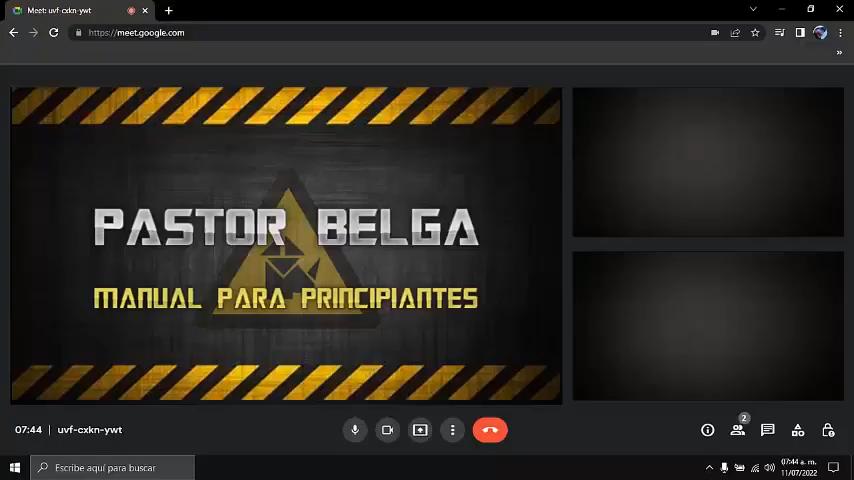 Meet: uvf-cxkn-ywt
https://meet.google.com
PASTOR BELGA
MANUAL PARA PRINCIPIANTES
07:44 | uvf-cxkn-ywt
2
Escribe aquí para buscar
07:44 a. m.
11/07/2022